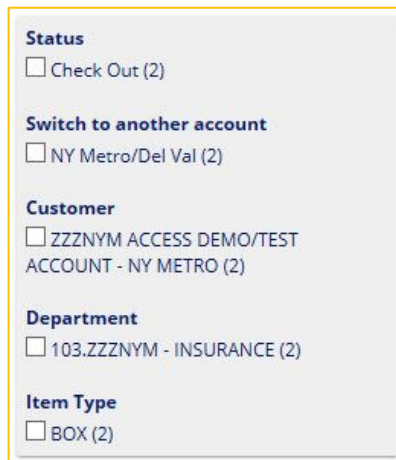 Status
Check Out (2)
Switch to another account
NY Metro/Del Val (2)
Customer
ZZZNYM ACCESS DEMO/TEST
ACCOUNT - NY METRO (2)
Department
103.ZZZNYM - INSURANCE (2)
Item Type
BOX (2)